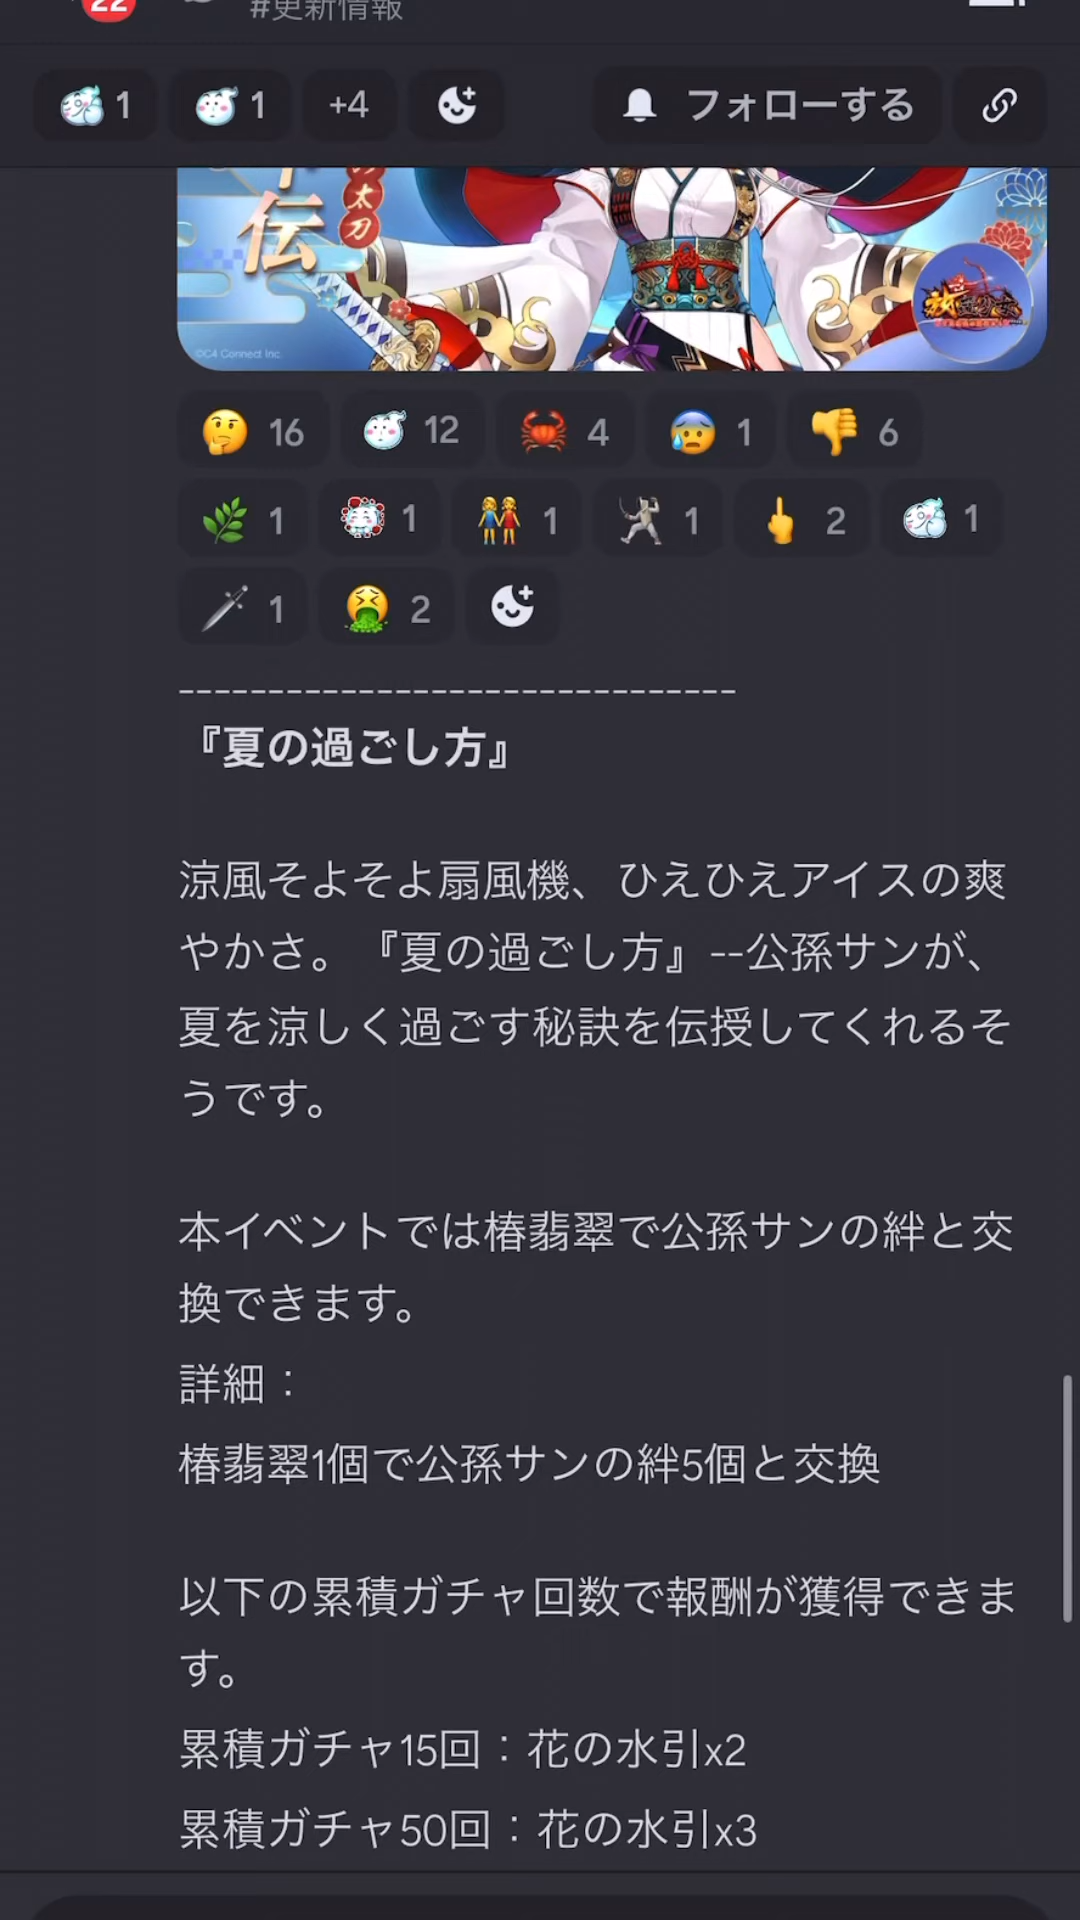 22
#更新情報
1
1
+4
フォローする
伝
太刀
©C4 Connect Inc.
16
12
4
1
6
1
1
1
1
2
1
1
2
-------------------------------
『夏の過ごし方』
涼風そよそよ扇風機、ひえひえアイスの爽
やかさ。『夏の過ごし方』--公孫サンが、
夏を涼しく過ごす秘訣を伝授してくれるそ
うです。
本イベントでは椿翡翠で公孫サンの絆と交
換できます。
詳細：
椿翡翠1個で公孫サンの絆5個と交換
以下の累積ガチャ回数で報酬が獲得できま
す。
累積ガチャ15回：花の水引x2
累積ガチャ50回：花の水引x3